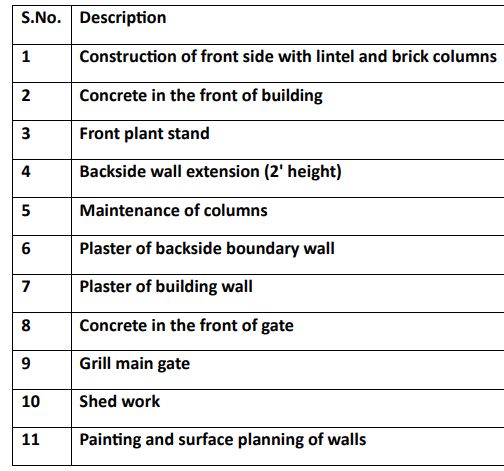 S.No. Description
1 Construction of front side with lintel and brick columns
2 Concrete in the front of building
3 Front plant stand
4 Backside wall extension (2' height)
5 Maintenance of columns
6 Plaster of backside boundary wall
7 Plaster of building wall
8 Concrete in the front of gate
9 Grill main gate
10 Shed work
11 Painting and surface planning of walls